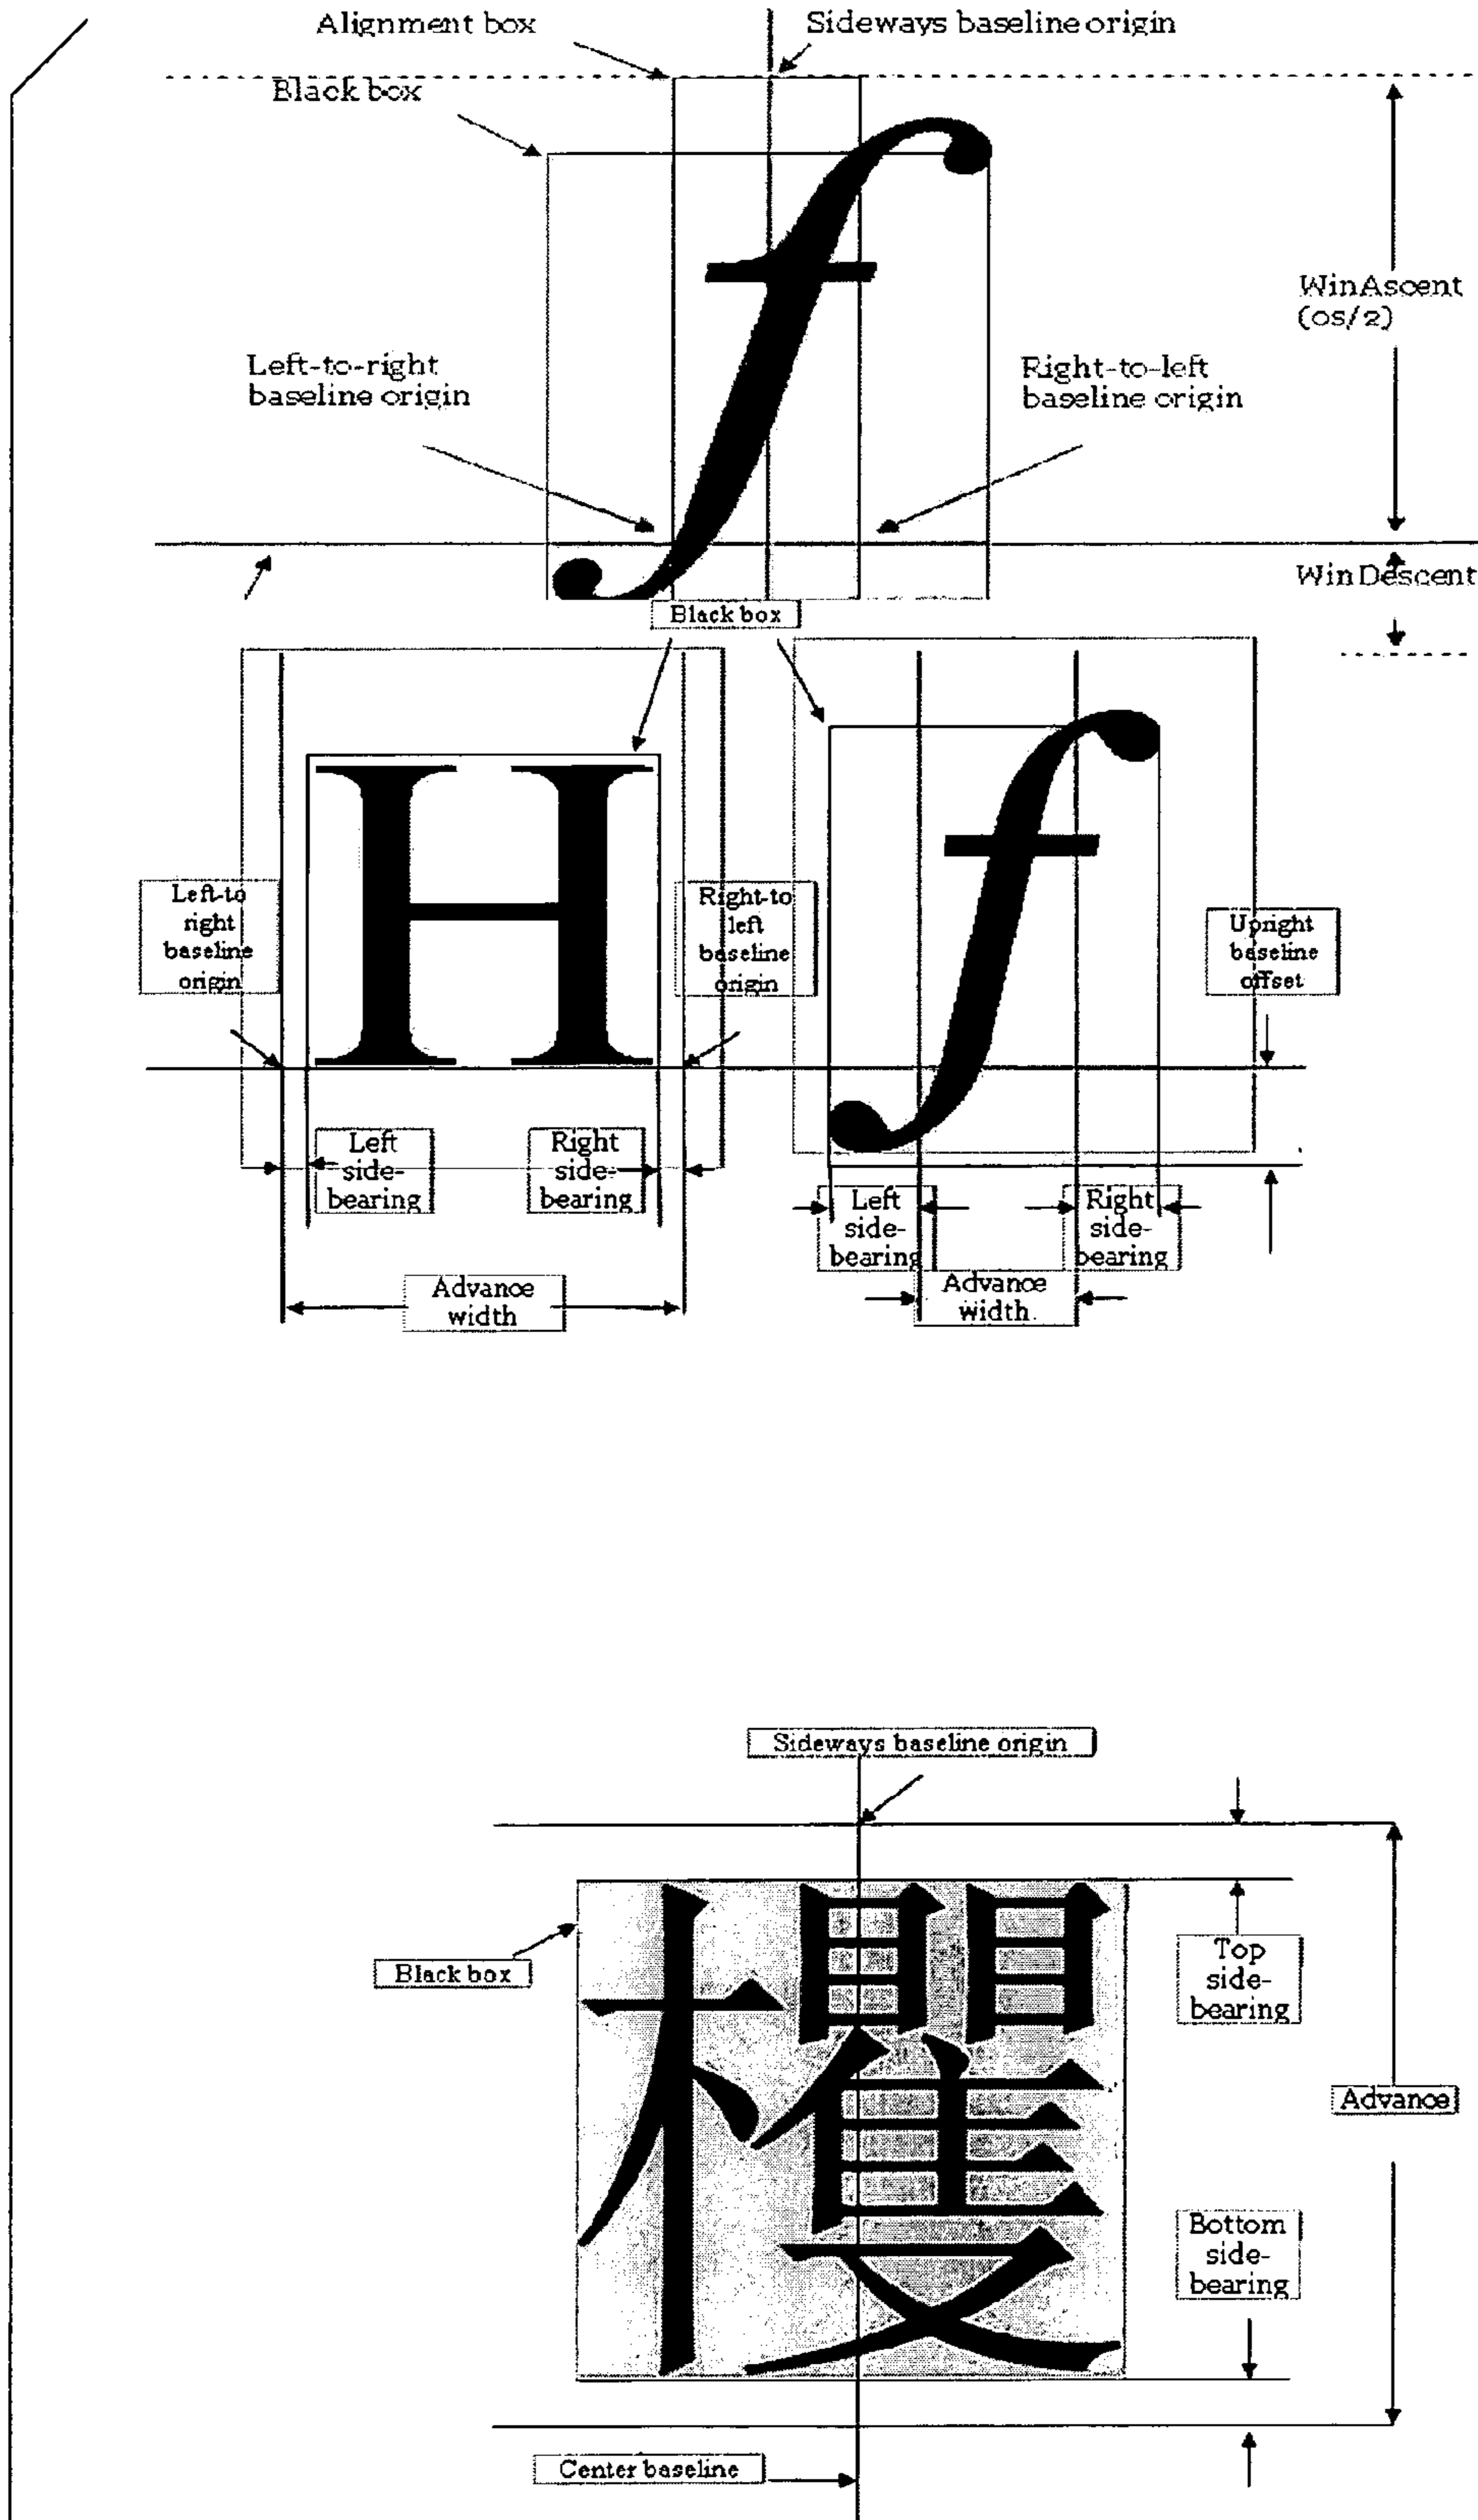 Alignment box
Sideways baseline origin
Black box
f
WinAscent
(os/2)
Left-to-right
baseline origin
Right-to-left
baseline origin
WinDescent
Black box
H
f
Left-to
right
baseline
origin
Right-to
left
baseline
origin
Upright
baseline
offset
Left
side-
bearing
Right
side-
bearing
Left
side-
bearing
Right
side-
bearing
Advance
width
Advance
width
Sideways baseline origin
Black box
欔
Top
side-
bearing
Advance
Bottom
side-
bearing
Center baseline